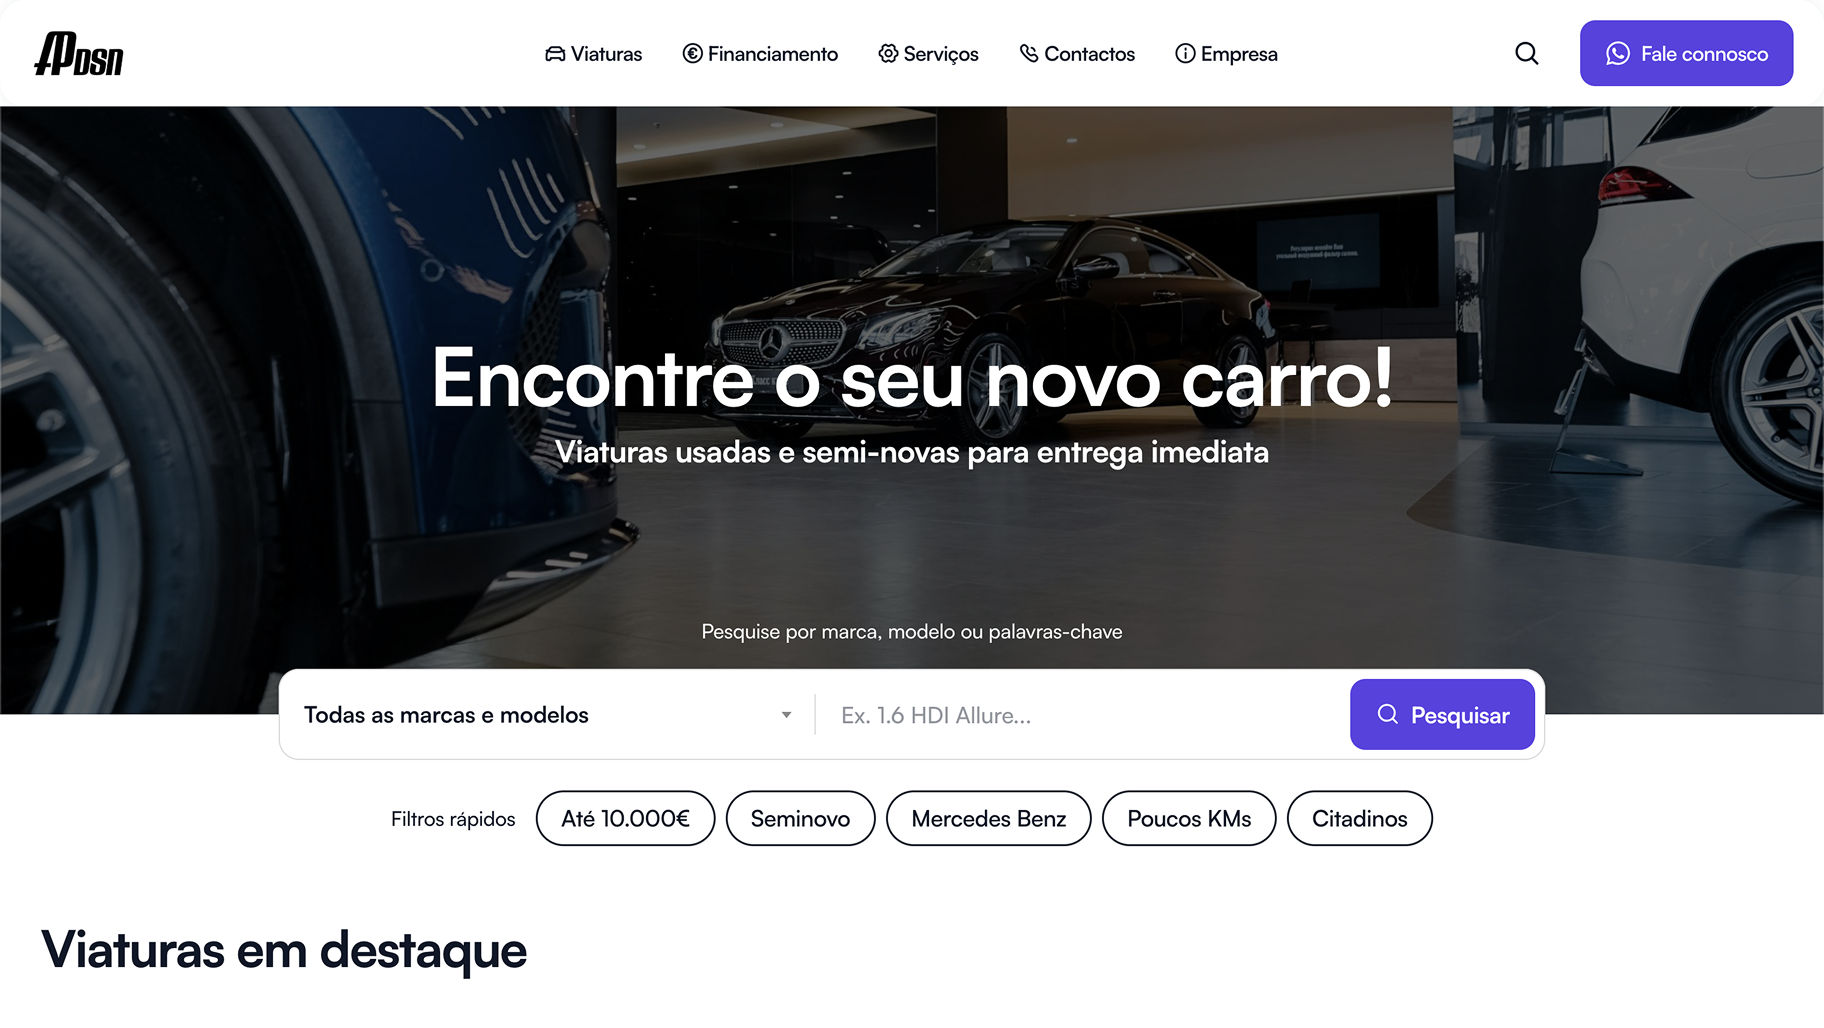 APDSN
Viaturas
Financiamento
Serviços
Contactos
Empresa
Fale connosco
Encontre o seu novo carro!
Viaturas usadas e semi-novas para entrega imediata
Pesquise por marca, modelo ou palavras-chave
Todas as marcas e modelos
Ex. 1.6 HDI Allure...
Pesquisar
Filtros rápidos
Até 10.000€
Seminovo
Mercedes Benz
Poucos KMs
Citadinos
Viaturas em destaque